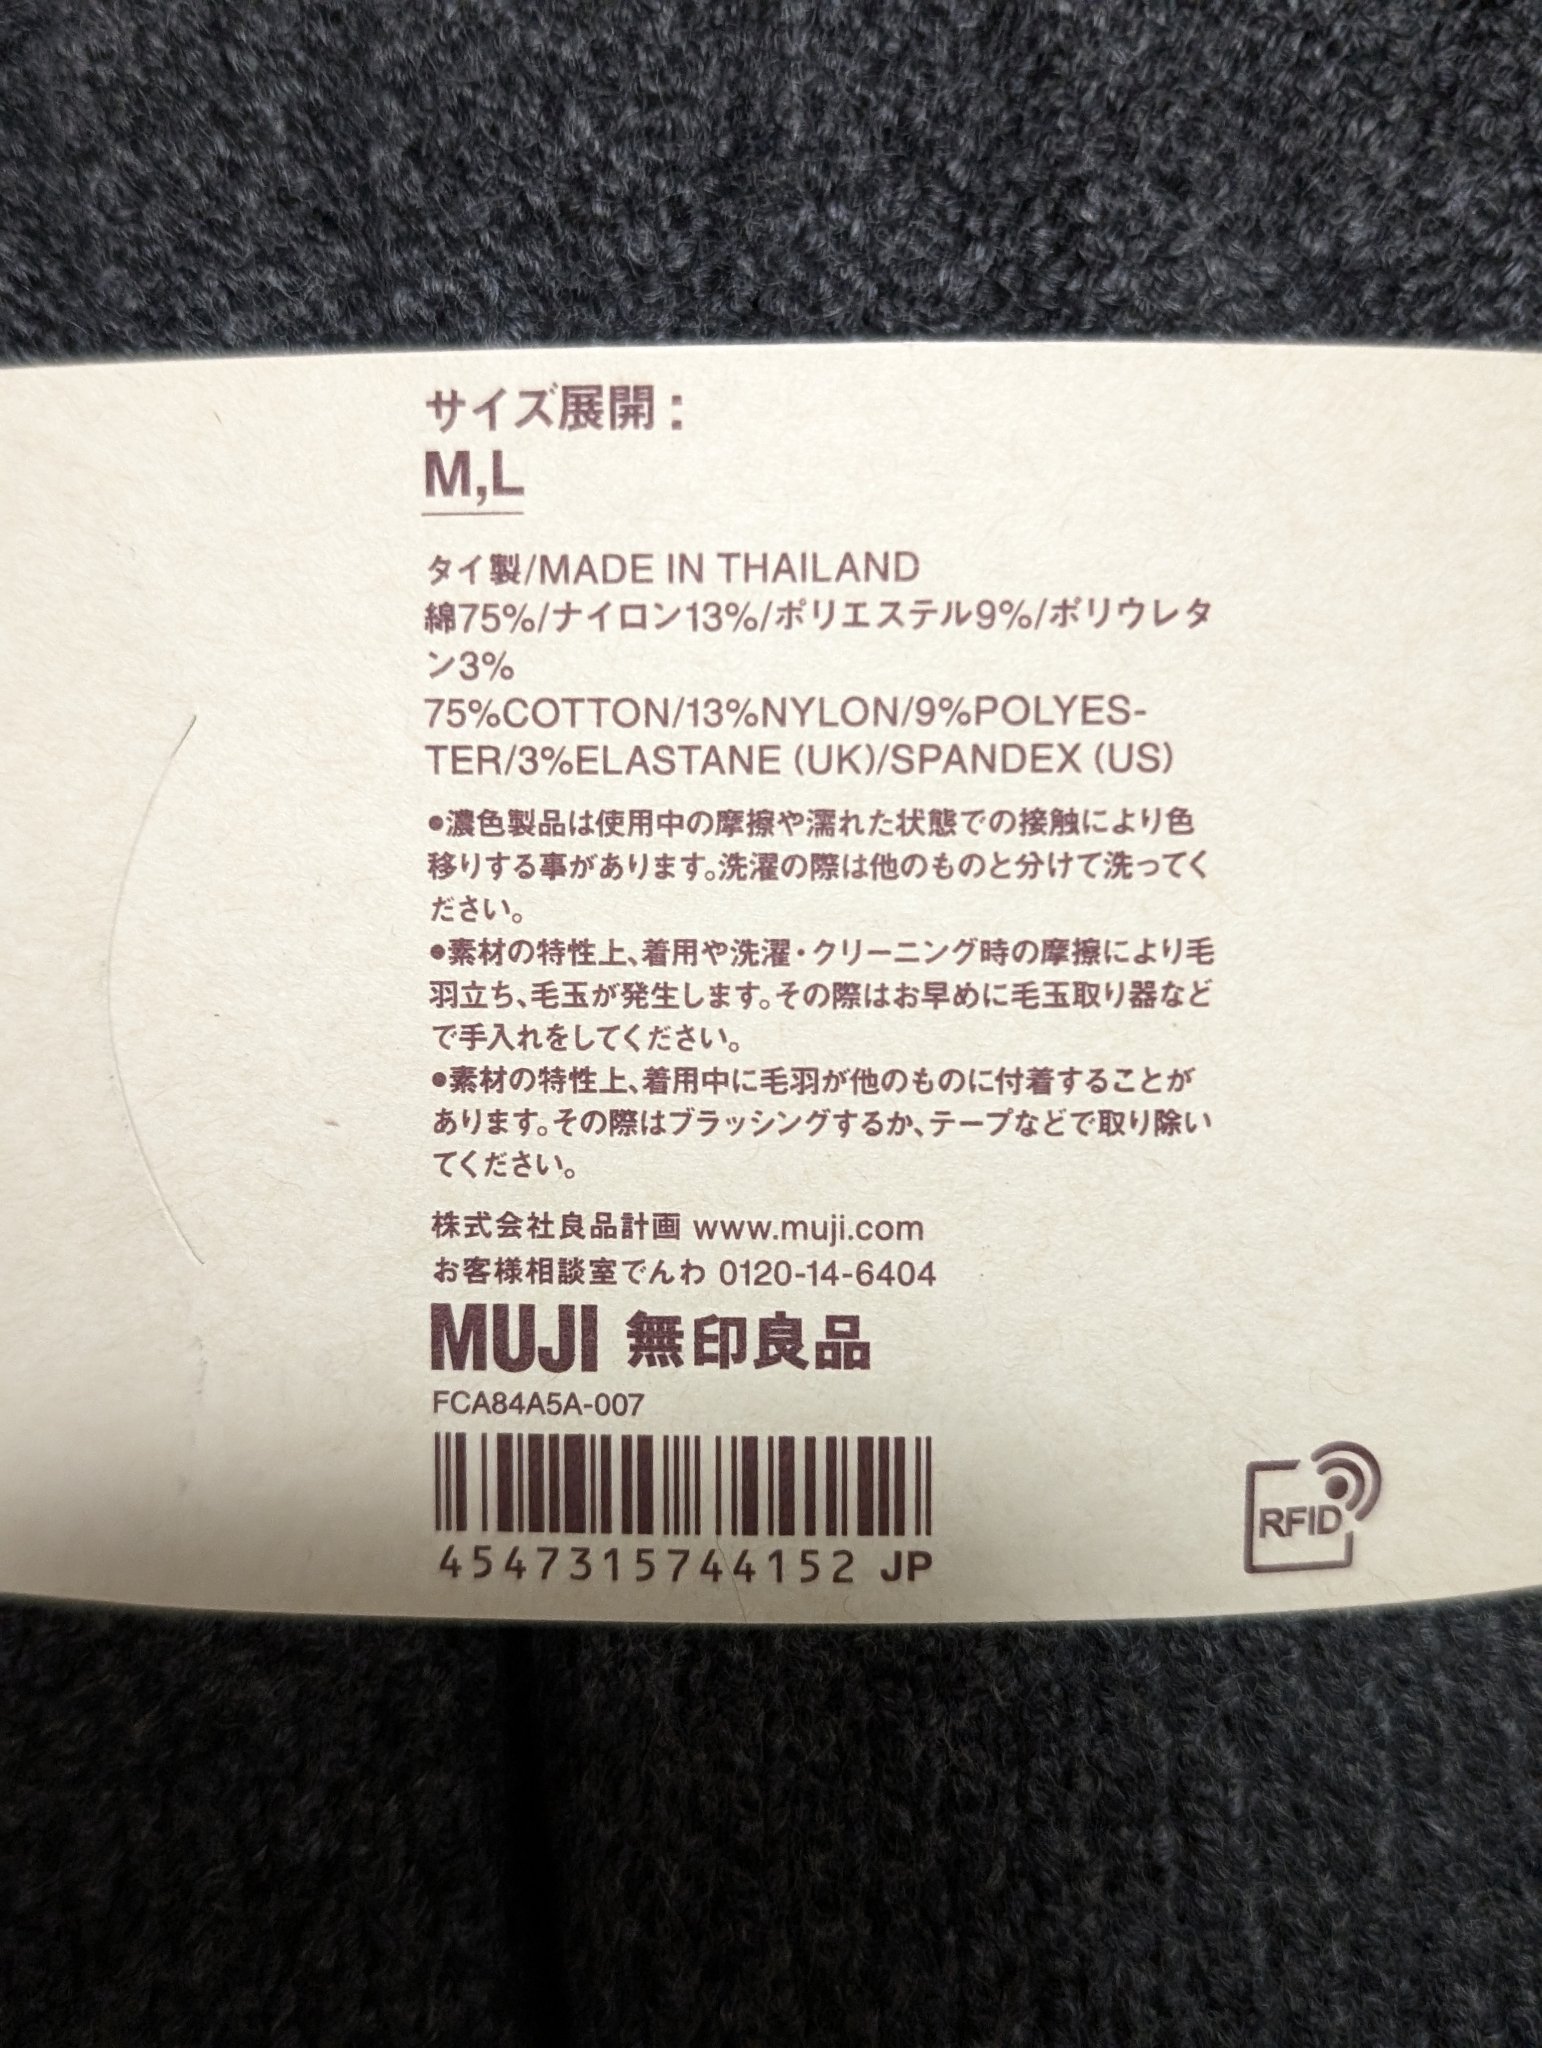 サイズ展開：
M,L
タイ製/MADE IN THAILAND
綿75%/ナイロン13%/ポリエステル9%/ポリウレタ
ン3%
75%COTTON/13%NYLON/9%POLYES-
TER/3%ELASTANE (UK)/SPANDEX (US)
●濃色製品は使用中の摩擦や濡れた状態での接触により色
移りする事があります。洗濯の際は他のものと分けて洗ってく
ださい。
●素材の特性上、着用や洗濯・クリーニング時の摩擦により毛
羽立ち、毛玉が発生します。その際はお早めに毛玉取り器など
で手入れをしてください。
●素材の特性上、着用中に毛羽が他のものに付着することが
あります。その際はブラッシングするか、テープなどで取り除い
てください。
株式会社良品計画 www.muji.com
お客様相談室でんわ 0120-14-6404
MUJI 無印良品
FCA84A5A-007
4547315744152 JP
RFID